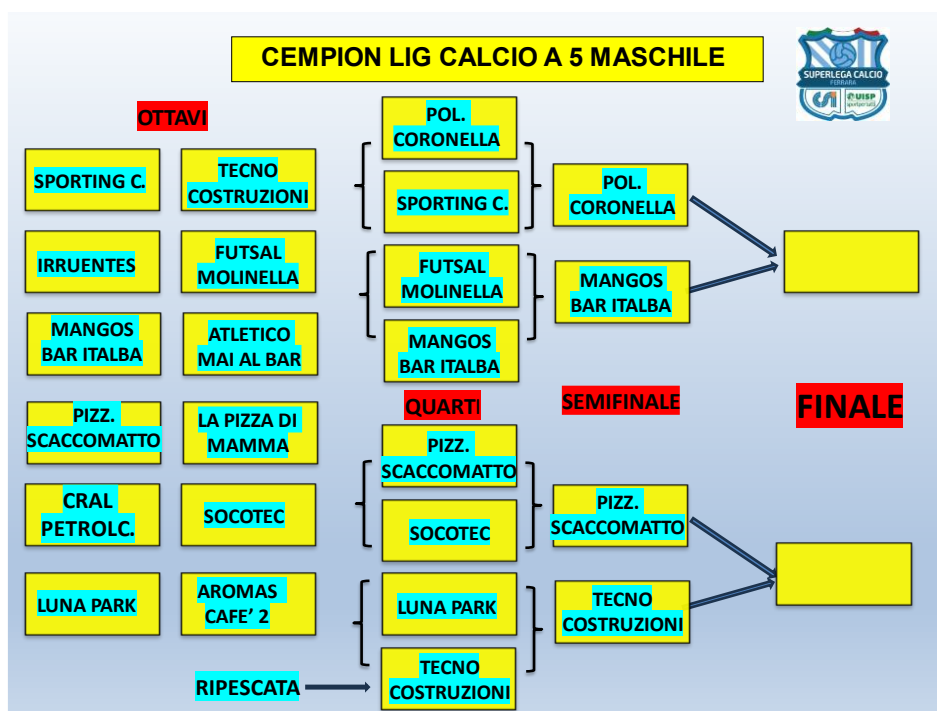 CEMPION LIG CALCIO A 5 MASCHILE
SUPERLEGA CALCIO
FERRARA
CSI
UISP
sportpertutti
OTTAVI
SPORTING C.
TECNO
COSTRUZIONI
IRRUENTES
FUTSAL
MOLINELLA
MANGOS
BAR ITALBA
ATLETICO
MAI AL BAR
PIZZ.
SCACCOMATTO
LA PIZZA DI
MAMMA
CRAL
PETROLC.
SOCOTEC
LUNA PARK
AROMAS
CAFE’ 2
RIPESCATA
POL.
CORONELLA
SPORTING C.
FUTSAL
MOLINELLA
MANGOS
BAR ITALBA
QUARTI
PIZZ.
SCACCOMATTO
SOCOTEC
LUNA PARK
TECNO
COSTRUZIONI
POL.
CORONELLA
MANGOS
BAR ITALBA
SEMIFINALE
PIZZ.
SCACCOMATTO
TECNO
COSTRUZIONI
FINALE